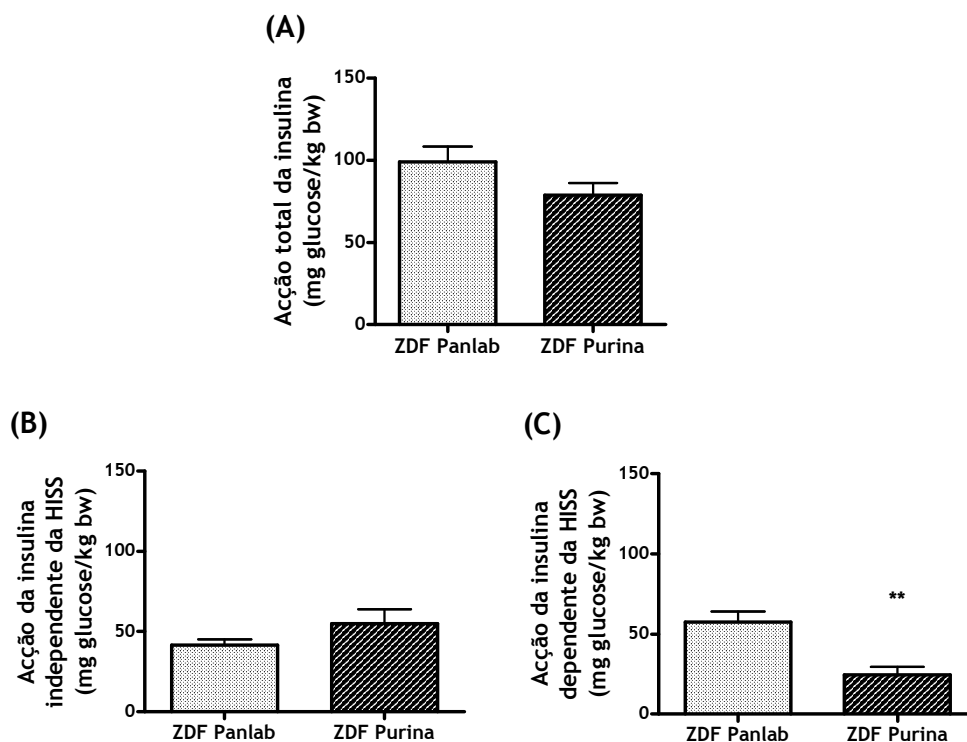 (A)
Acção total da insulina
(mg glucose/kg bw)
150
100
50
0
ZDF Panlab
ZDF Purina
(B)
Acção da insulina
independente da HISS
(mg glucose/kg bw)
150
100
50
0
ZDF Panlab
ZDF Purina
(C)
Acção da insulina
dependente da HISS
(mg glucose/kg bw)
150
100
50
0
**
ZDF Panlab
ZDF Purina